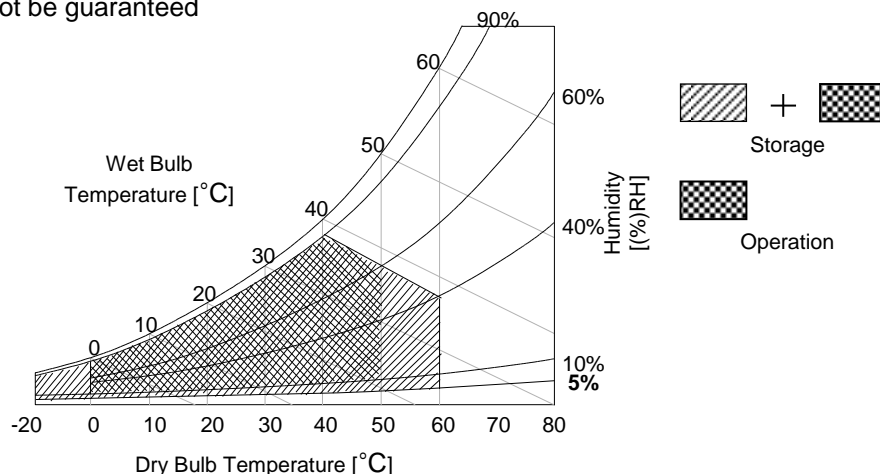 ot be guaranteed
90%
60
60%
50
Storage
Wet Bulb
Temperature [°C]
40
40%
Humidity
[(%)RH]
30
Operation
20
10
0
10%
5%
-20 0 10 20 30 40 50 60 70 80
Dry Bulb Temperature [°C]